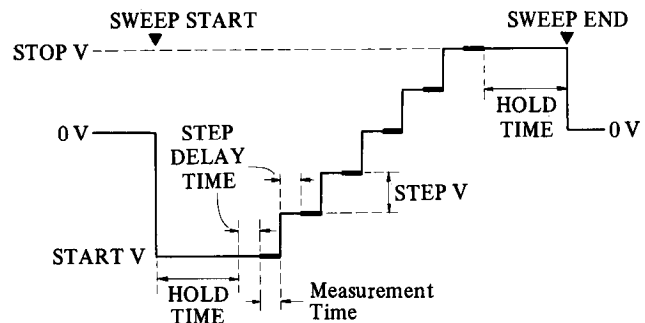 SWEEP START
SWEEP END
STOP V
HOLD
TIME
0 V
0 V
STEP
DELAY
TIME
STEP V
START V
HOLD
TIME
Measurement
Time